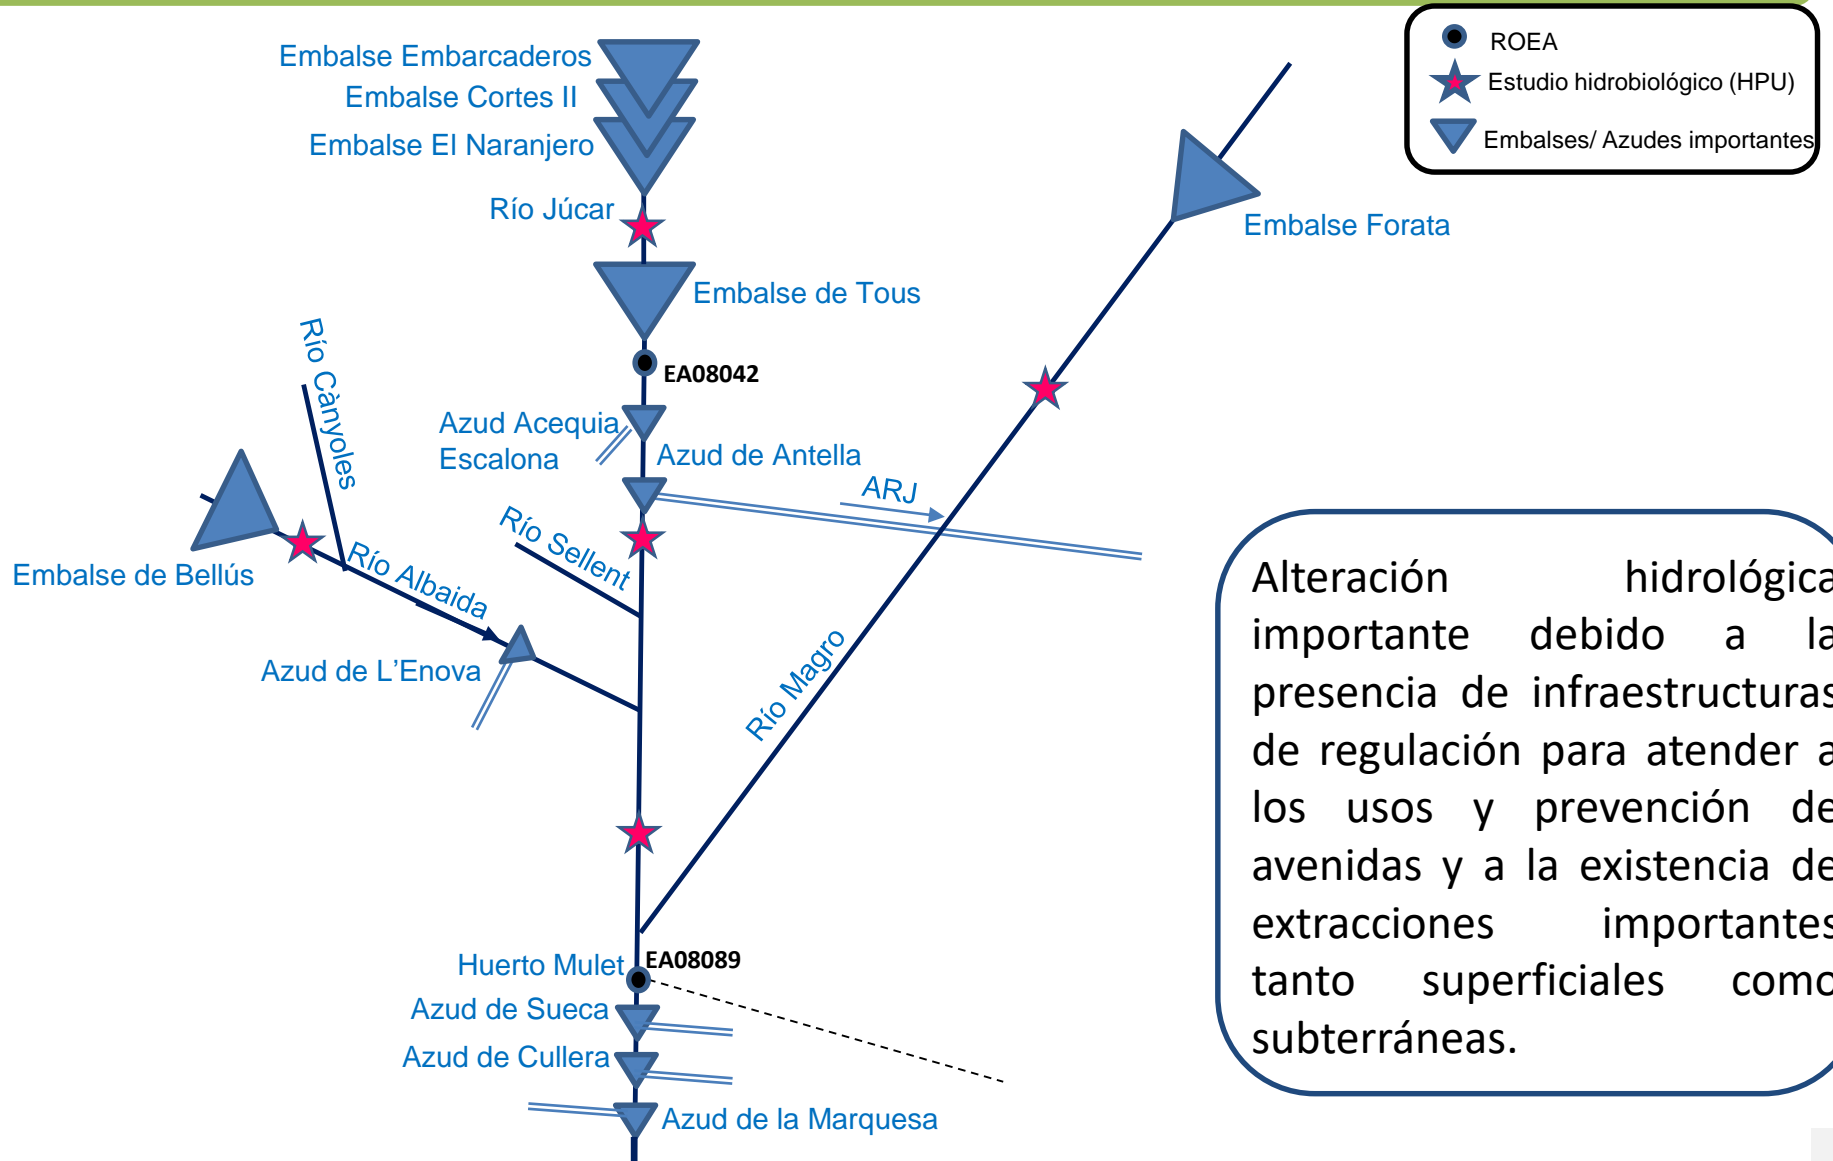 ROEA
Estudio hidrobiológico (HPU)
Embalses/ Azudes importantes
Embalse Embarcaderos
Embalse Cortes II
Embalse El Naranjero
Río Júcar
Embalse Forata
Embalse de Tous
Río Cànyoles
EA08042
Azud Acequia
Escalona
Azud de Antella
ARJ
Río Sellent
Embalse de Bellús
Río Albaida
Azud de L’Enova
Río Magro
Alteración hidrológica
importante debido a la
presencia de infraestructuras
de regulación para atender a
los usos y prevención de
avenidas y a la existencia de
extracciones importantes
tanto superficiales como
subterráneas.
Huerto Mulet
EA08089
Azud de Sueca
Azud de Cullera
Azud de la Marquesa